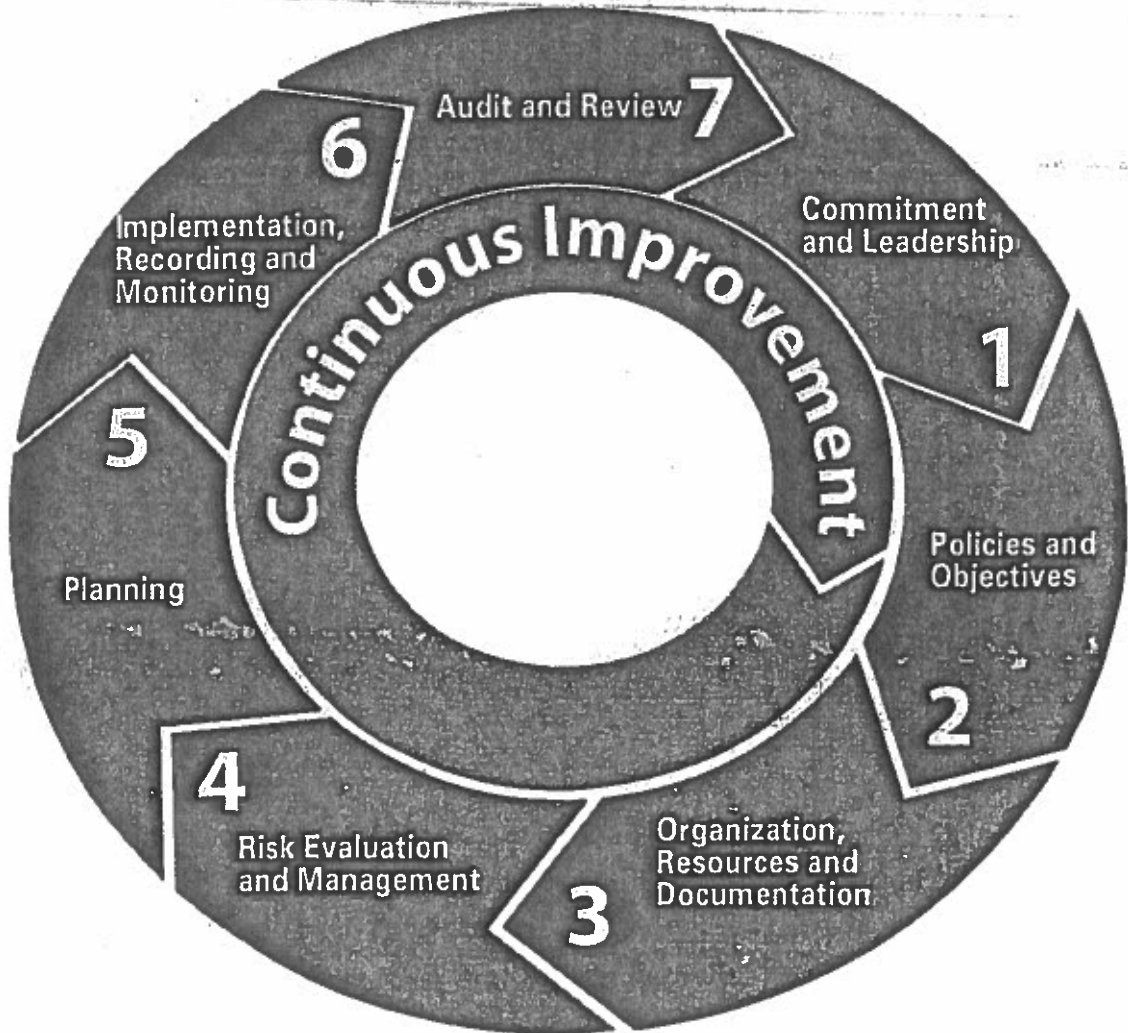 Continuous Improvement
Commitment
and Leadership
1
Policies and
Objectives
2
Organization,
Resources and
Documentation
3
Risk Evaluation
and Management
4
Planning
5
Implementation,
Recording and
Monitoring
6
Audit and Review
7